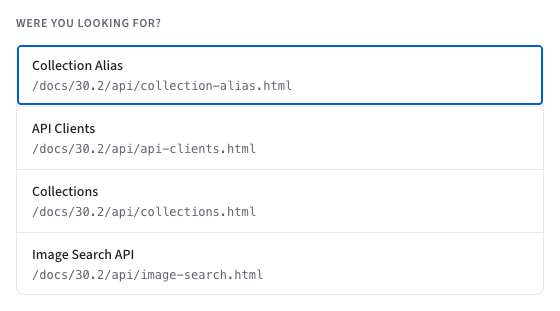 WERE YOU LOOKING FOR?
Collection Alias
/docs/30.2/api/collection-alias.html
API Clients
/docs/30.2/api/api-clients.html
Collections
/docs/30.2/api/collections.html
Image Search API
/docs/30.2/api/image-search.html